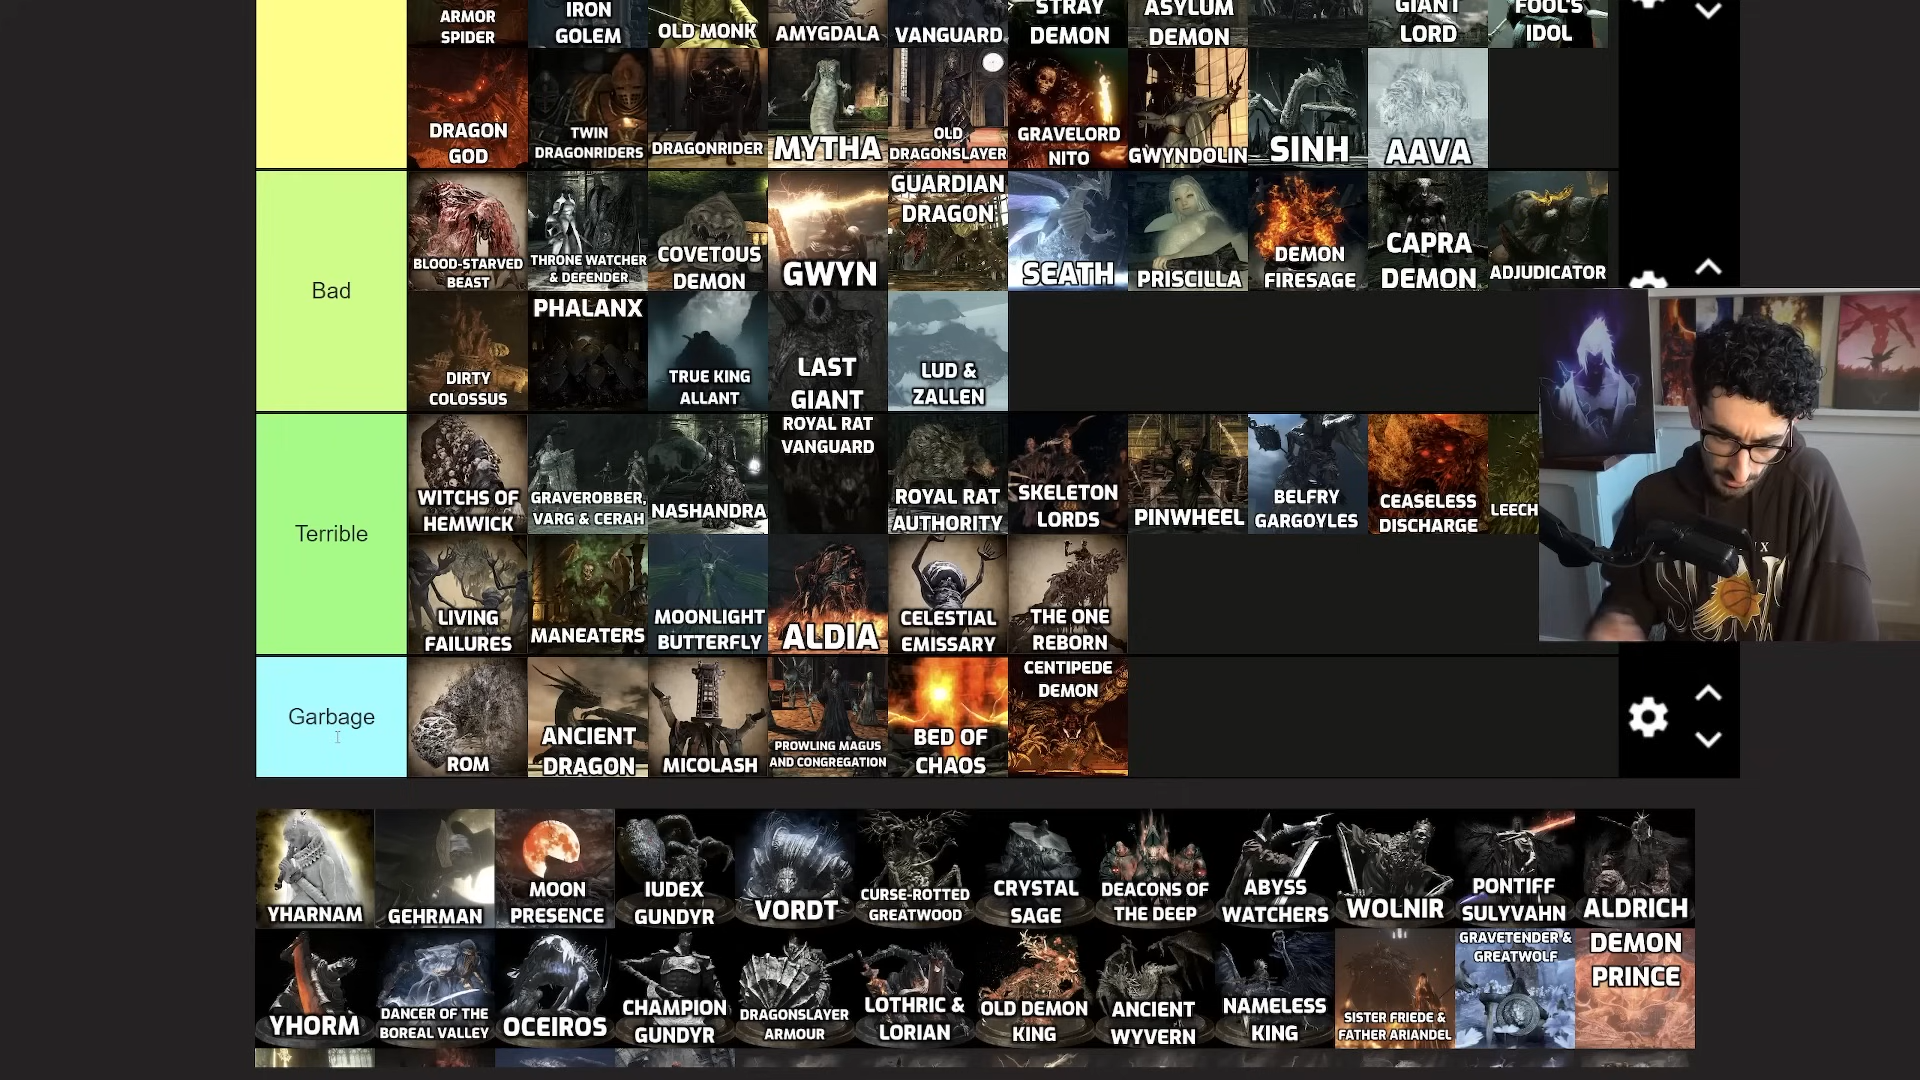 ARMOR
SPIDER
IRON
GOLEM
OLD MONK
AMYGDALA
VANGUARD
STRAY
DEMON
ASYLUM
DEMON
GIANT
LORD
FOOL'S
IDOL
DRAGON
GOD
TWIN
DRAGONRIDERS
DRAGONRIDER
MYTHA
OLD
DRAGONSLAYER
GRAVELORD
NITO
GWYNDOLIN
SINH
AAVA
Bad
BLOOD-STARVED
BEAST
THRONE WATCHER
& DEFENDER
COVETOUS
DEMON
GWYN
GUARDIAN
DRAGON
SEATH
PRISCILLA
DEMON
FIRESAGE
CAPRA
DEMON
ADJUDICATOR
DIRTY
COLOSSUS
PHALANX
TRUE KING
ALLANT
LAST
GIANT
LUD &
ZALLEN
Terrible
WITCHS OF
HEMWICK
GRAVEROBBER,
VARG & CERAH
NASHANDRA
ROYAL RAT
VANGUARD
ROYAL RAT
AUTHORITY
SKELETON
LORDS
PINWHEEL
BELFRY
GARGOYLES
CEASELESS
DISCHARGE
LEECH
LIVING
FAILURES
MANEATERS
MOONLIGHT
BUTTERFLY
ALDIA
CELESTIAL
EMISSARY
THE ONE
REBORN
Garbage
ROM
ANCIENT
DRAGON
MICOLASH
PROWLING MAGUS
AND CONGREGATION
BED OF
CHAOS
CENTIPEDE
DEMON
YHARNAM
GEHRMAN
MOON
PRESENCE
IUDEX
GUNDYR
VORDT
CURSE-ROTTED
GREATWOOD
CRYSTAL
SAGE
DEACONS OF
THE DEEP
ABYSS
WATCHERS
WOLNIR
PONTIFF
SULYVAHN
ALDRICH
YHORM
DANCER OF THE
BOREAL VALLEY
OCEIROS
CHAMPION
GUNDYR
DRAGONSLAYER
ARMOUR
LOTHRIC &
LORIAN
OLD DEMON
KING
ANCIENT
WYVERN
NAMELESS
KING
SISTER FRIEDE &
FATHER ARIANDEL
GRAVETENDER &
GREATWOLF
DEMON
PRINCE